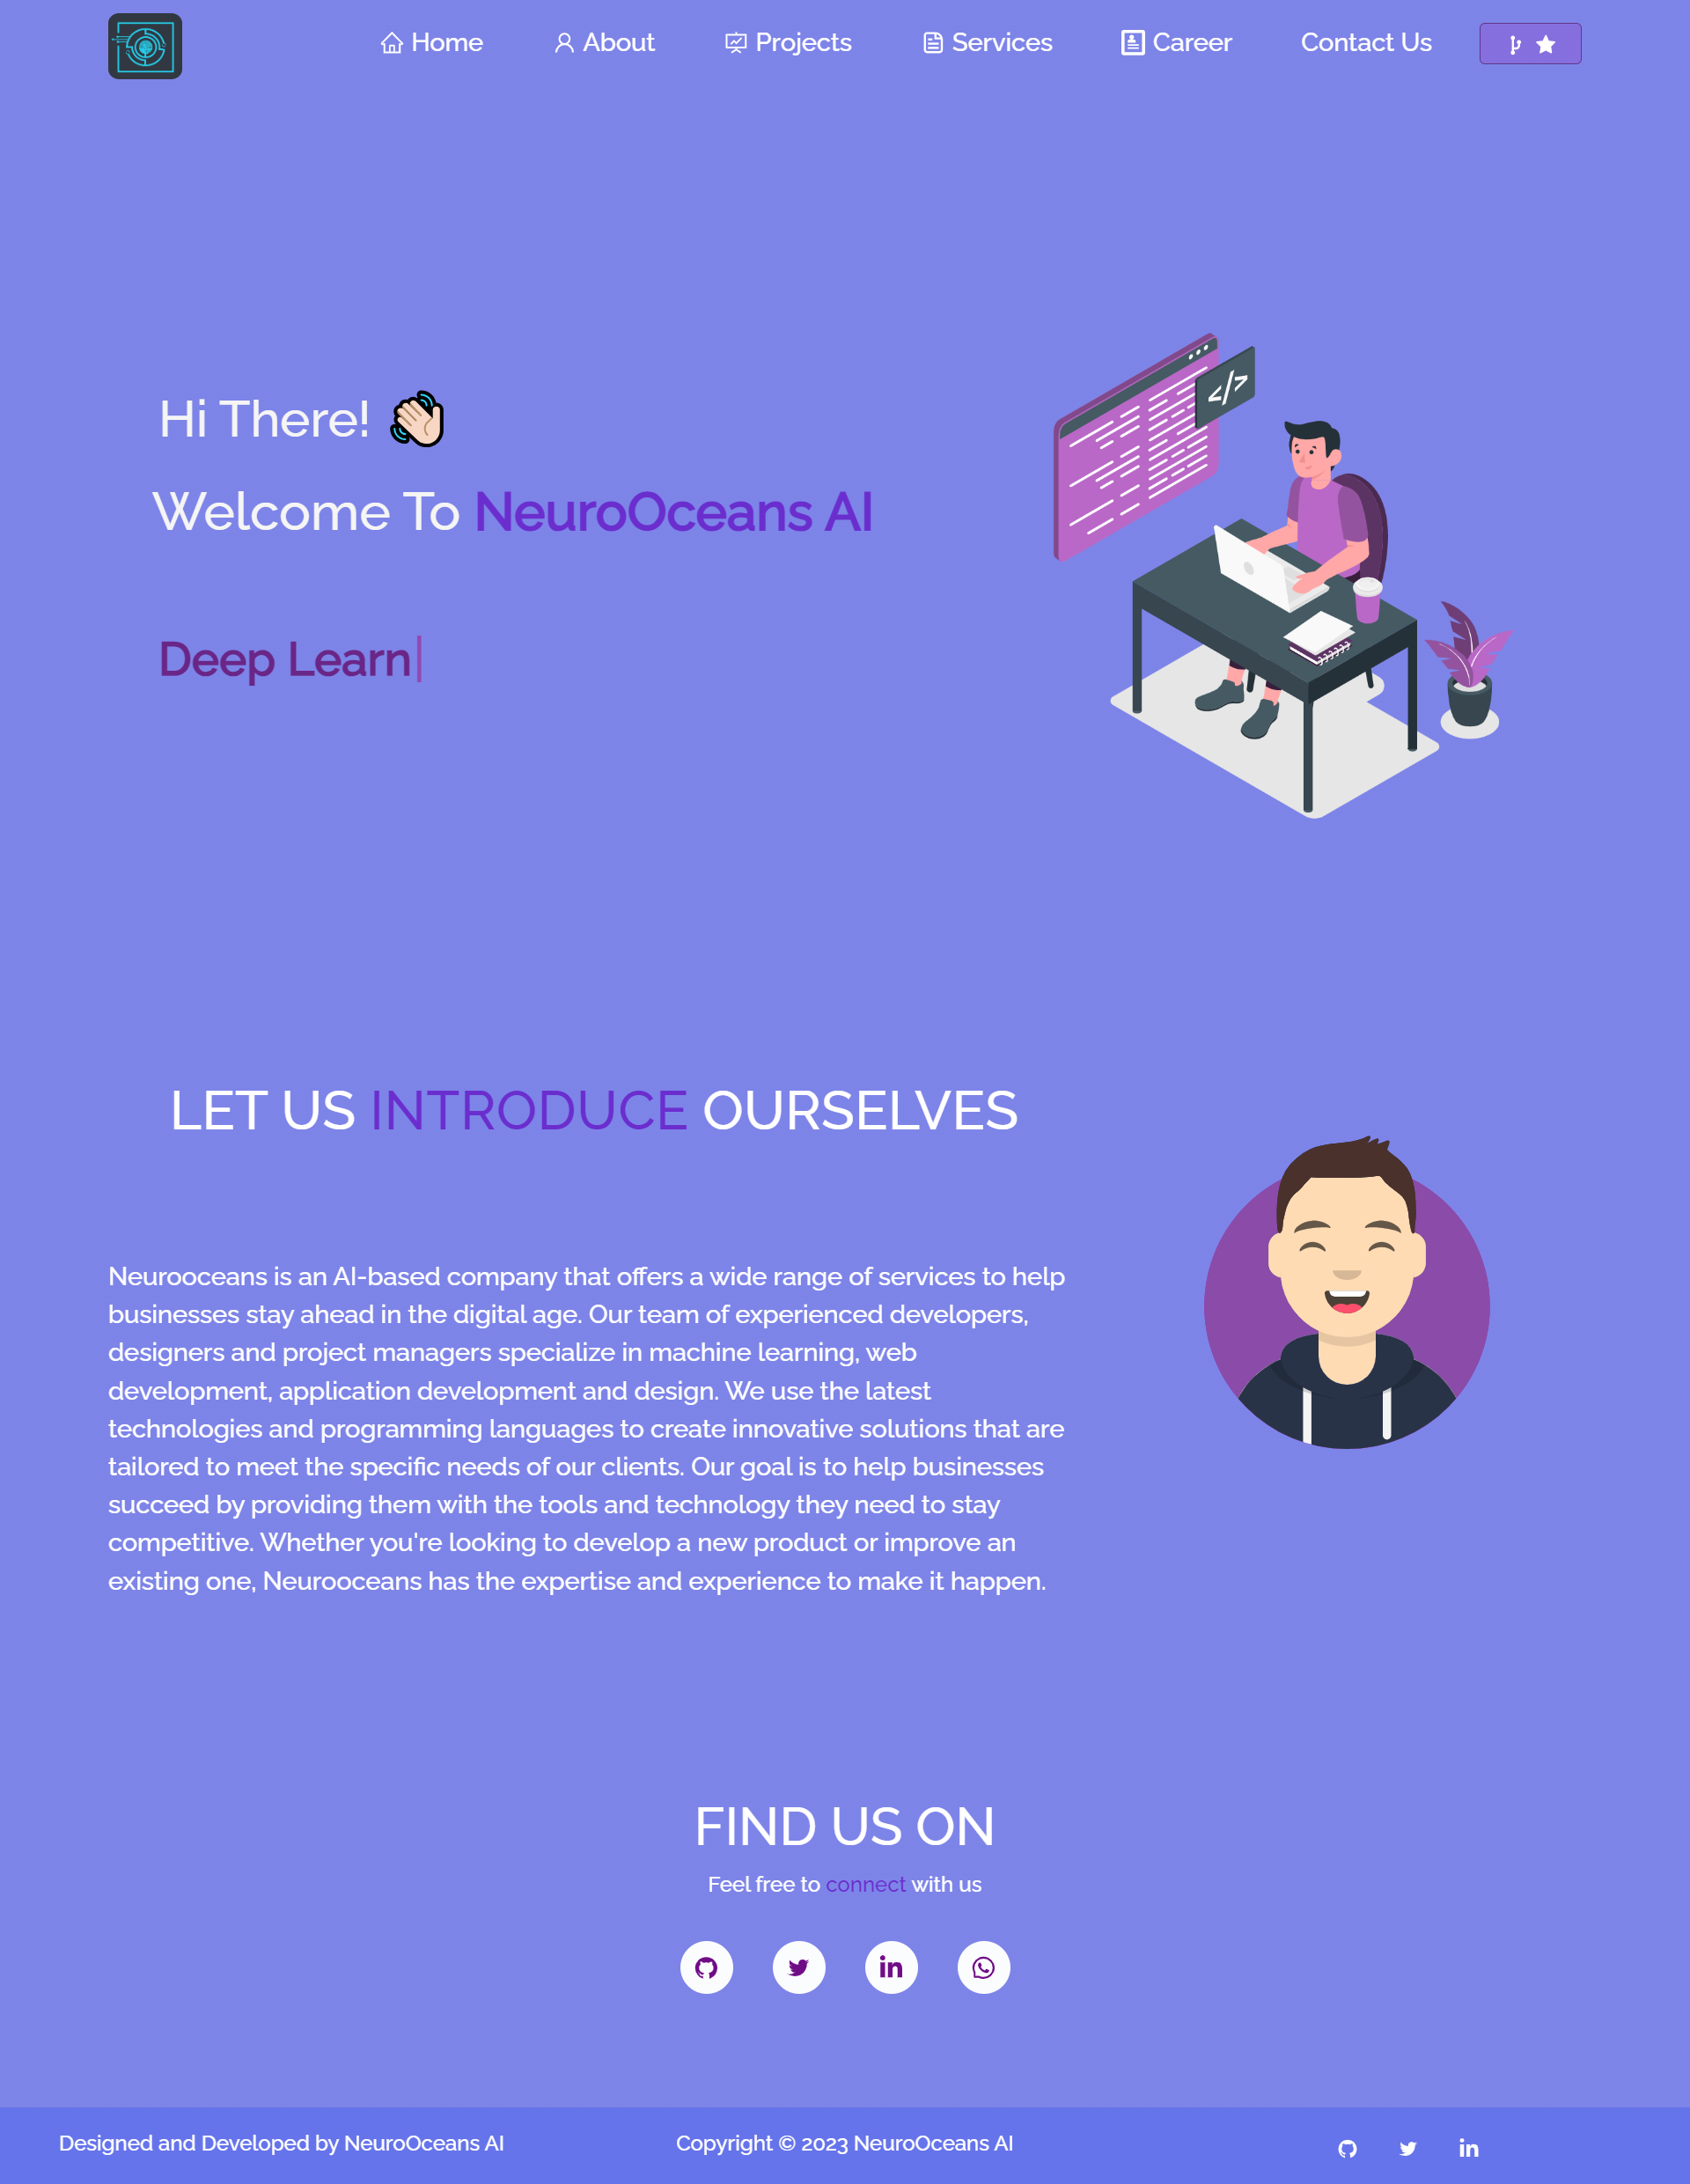 Home About Projects Services Career Contact Us
</>
Hi There!
Welcome To NeuroOceans AI
Deep Learn|
LET US INTRODUCE OURSELVES
Neurooceans is an AI-based company that offers a wide range of services to help
businesses stay ahead in the digital age. Our team of experienced developers,
designers and project managers specialize in machine learning, web
development, application development and design. We use the latest
technologies and programming languages to create innovative solutions that are
tailored to meet the specific needs of our clients. Our goal is to help businesses
succeed by providing them with the tools and technology they need to stay
competitive. Whether you're looking to develop a new product or improve an
existing one, Neurooceans has the expertise and experience to make it happen.
FIND US ON
Feel free to connect with us
Designed and Developed by NeuroOceans AI
Copyright © 2023 NeuroOceans AI